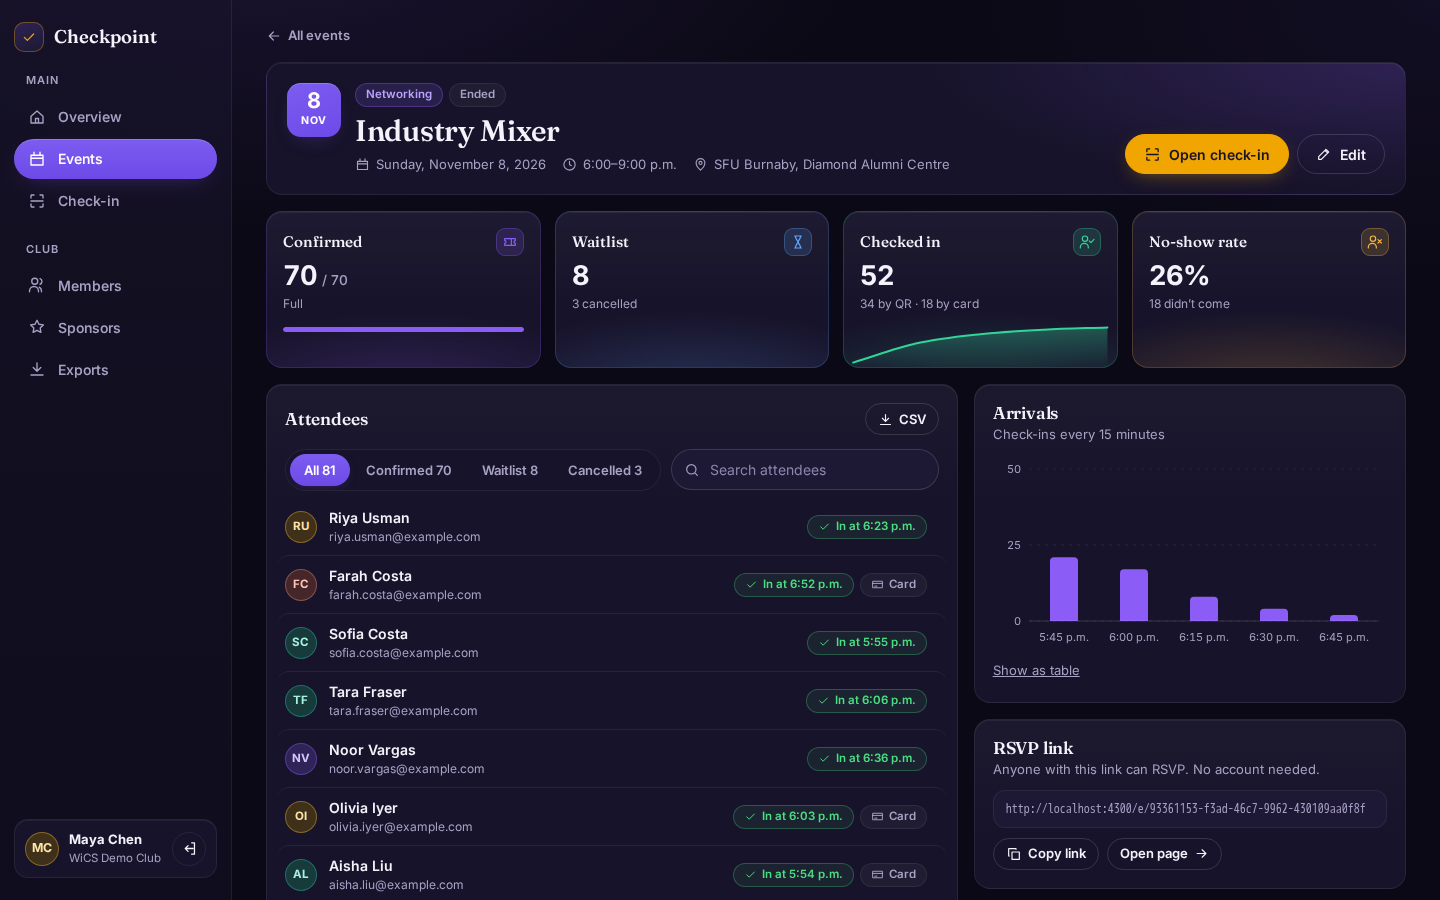 Checkpoint
MAIN
Overview
Events
Check-in
CLUB
Members
Sponsors
Exports
MC
Maya Chen
WiCS Demo Club
All events
8
NOV
Networking
Ended
Industry Mixer
Sunday, November 8, 2026
6:00–9:00 p.m.
SFU Burnaby, Diamond Alumni Centre
Open check-in
Edit
Confirmed
70 / 70
Full
Waitlist
8
3 cancelled
Checked in
52
34 by QR · 18 by card
No-show rate
26%
18 didn't come
Attendees
CSV
All 81
Confirmed 70
Waitlist 8
Cancelled 3
Search attendees
RU
Riya Usman
riya.usman@example.com
In at 6:23 p.m.
FC
Farah Costa
farah.costa@example.com
In at 6:52 p.m.
Card
SC
Sofia Costa
sofia.costa@example.com
In at 5:55 p.m.
TF
Tara Fraser
tara.fraser@example.com
In at 6:06 p.m.
NV
Noor Vargas
noor.vargas@example.com
In at 6:36 p.m.
OI
Olivia Iyer
olivia.iyer@example.com
In at 6:03 p.m.
Card
AL
Aisha Liu
aisha.liu@example.com
In at 5:54 p.m.
Card
Arrivals
Check-ins every 15 minutes
50
25
0
5:45 p.m.
6:00 p.m.
6:15 p.m.
6:30 p.m.
6:45 p.m.
Show as table
RSVP link
Anyone with this link can RSVP. No account needed.
http://localhost:4300/e/93361153-f3ad-46c7-9962-430109aa0f8f
Copy link
Open page